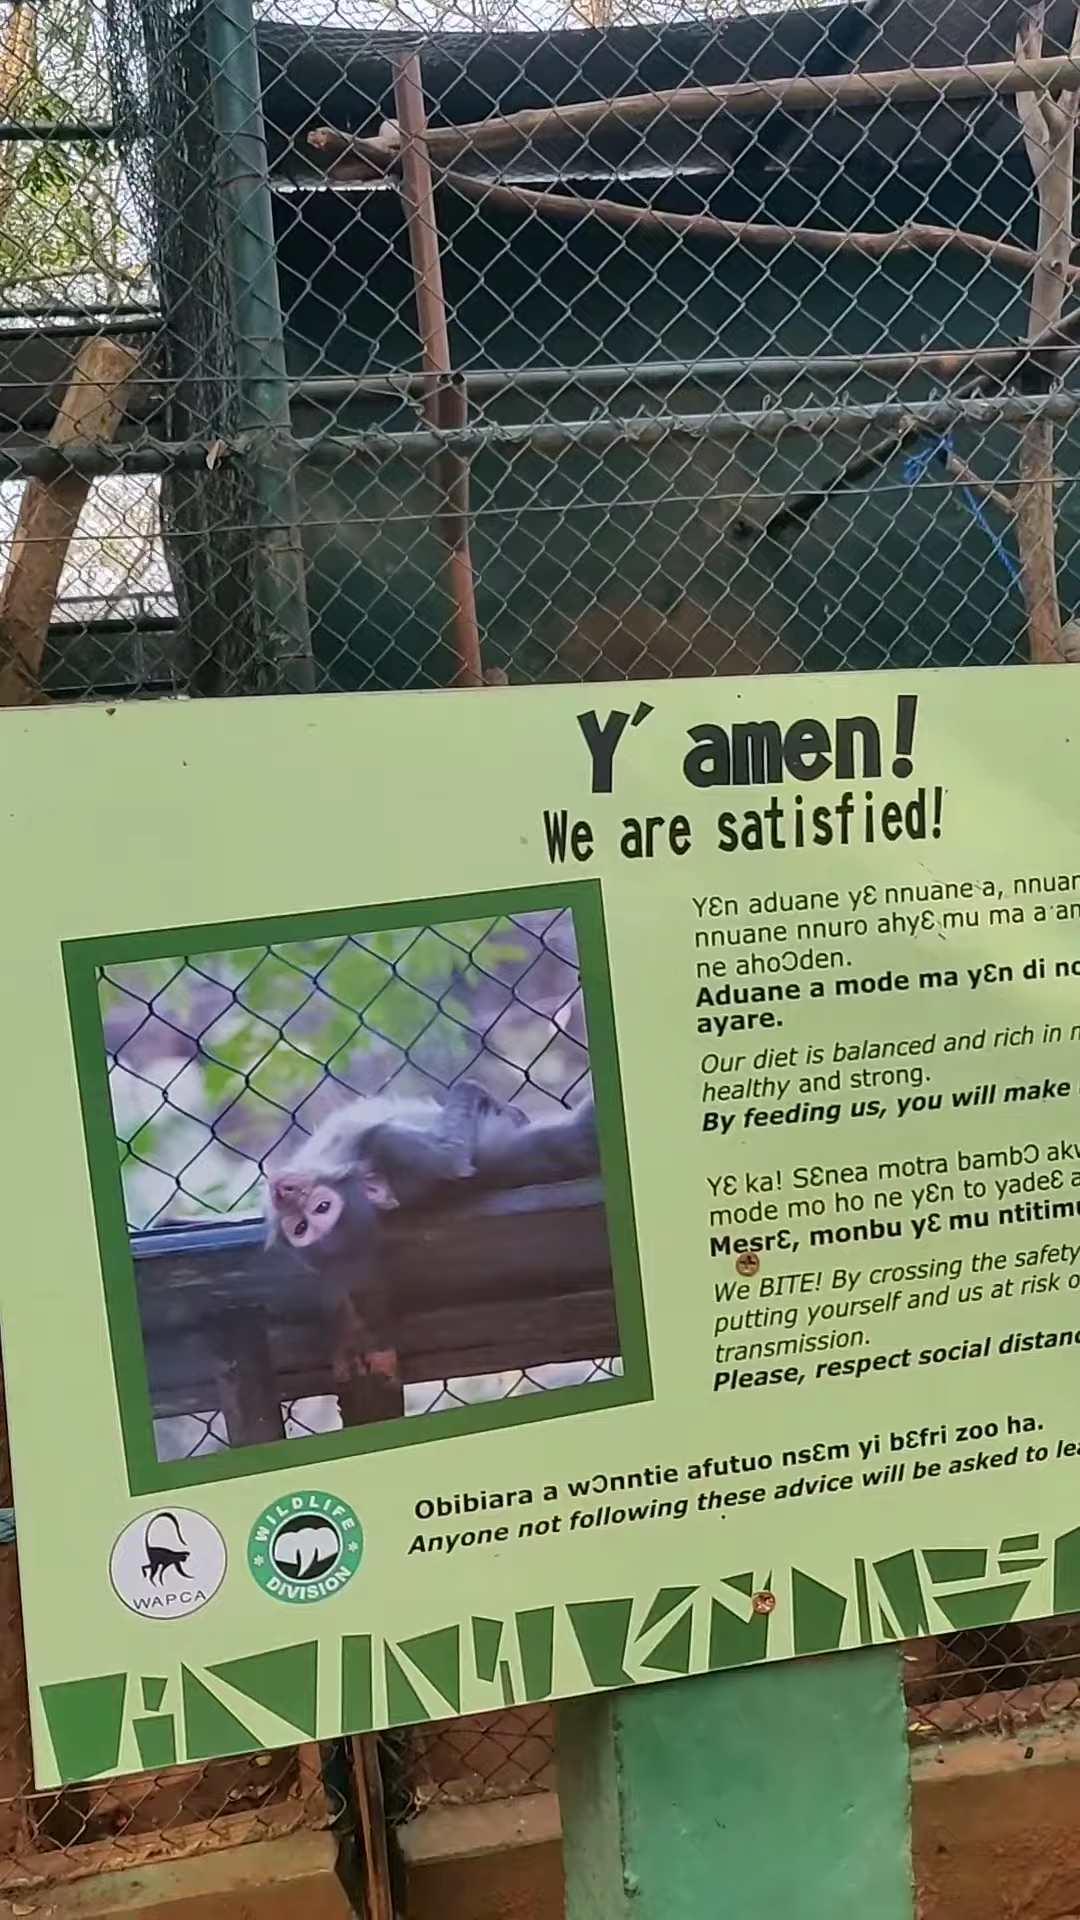 Y' amen!
We are satisfied!
YƐn aduane yƐ nnuane a,
nnuane nnuro ahyƐ mu ma a
ne ahoƆden.
Aduane a mode ma yƐn di
ayare.
Our diet is balanced and rich in
healthy and strong.
By feeding us, you will make
YƐ ka! SƐnea motra bambƆ
mode mo ho ne yƐn to yadeƐ
MesrƐ, monbu yƐ mu
We BITE! By crossing the safety
putting yourself and us at risk
transmission.
Please, respect social
Obibiara a wƆnntie afutuo nsƐm yi bƐfri zoo ha.
Anyone not following these advice will be asked to
WAPCA
WILDLIFE
DIVISION